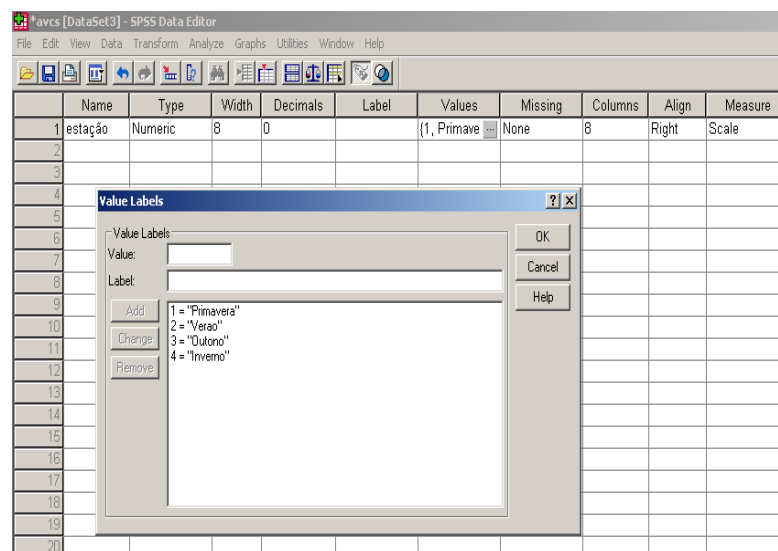 *avcs [DataSet3] - SPSS Data Editor
File Edit View Data Transform Analyze Graphs Utilities Window Help
Name Type Width Decimals Label Values Missing Columns Align Measure
1 estação Numeric 8 0 {1, Primave ... None 8 Right Scale
2
3
4
Value Labels ? X
5
6
Value Labels
OK
7
Value:
Cancel
8
Label:
Help
9
Add
1 = "Primavera"
10
2 = "Verao"
11
Change
3 = "Outono"
12
4 = "Inverno"
Remove
13
14
15
16
17
18
19
20